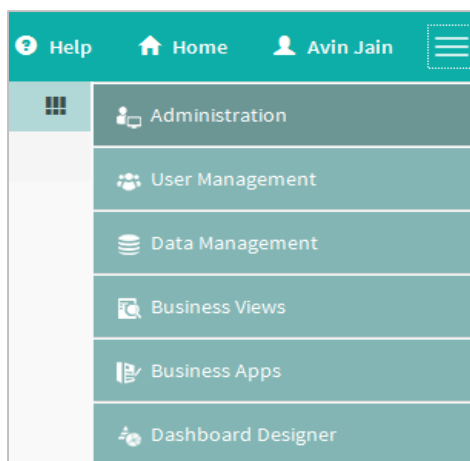 Help Home Avin Jain
Administration
User Management
Data Management
Business Views
Business Apps
Dashboard Designer